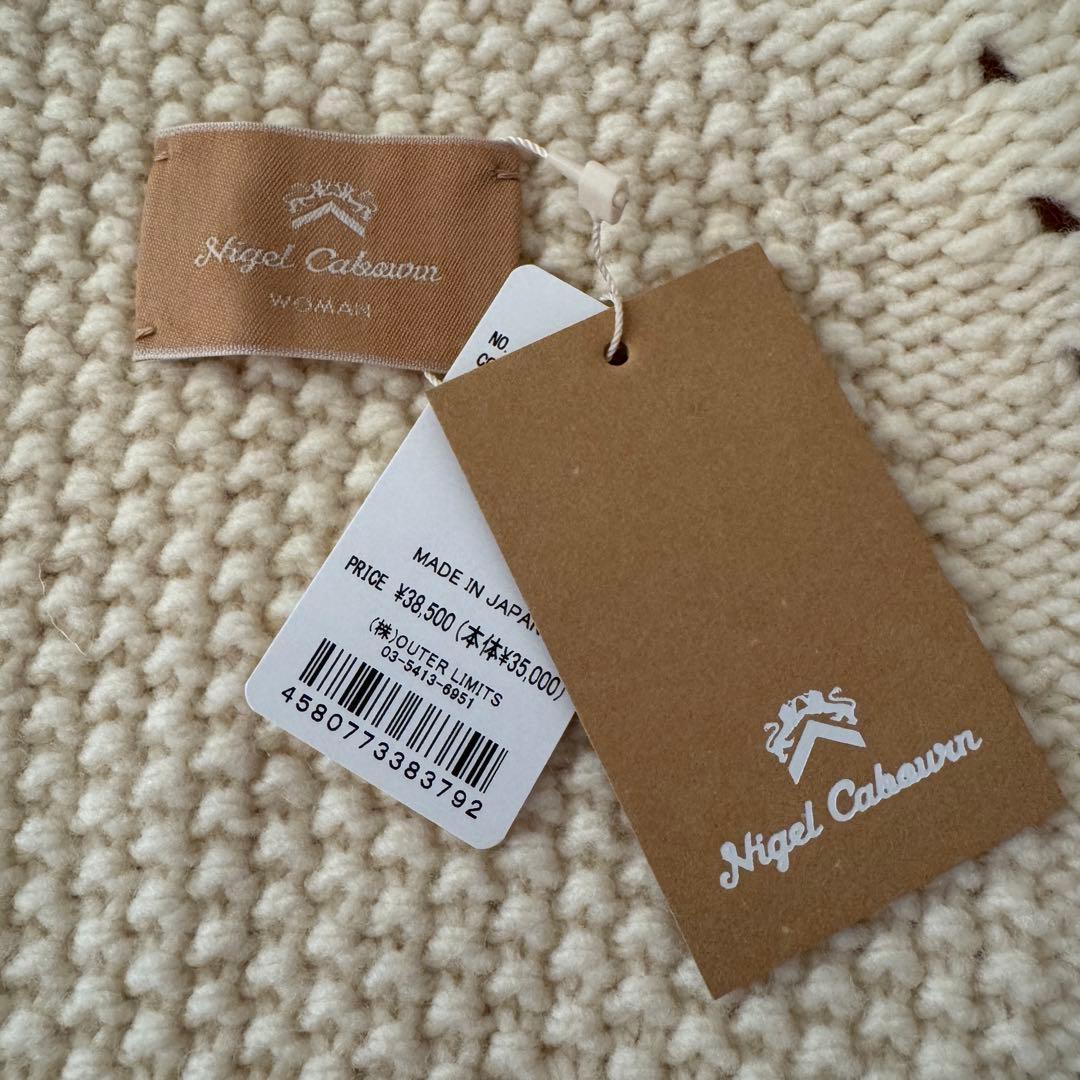 Nigel Cabourn
WOMAN
NO.
MADE IN JAPAN
PRICE ¥38,500(本体¥35,000)
(株)OUTER LIMITS
03-5413-6951
4580773383792
Nigel Cabourn